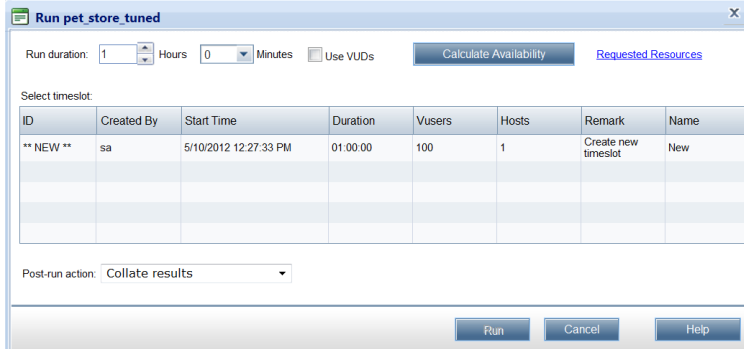 Run pet_store_tuned X
Run duration: 1 Hours 0 Minutes Use VUDs Calculate Availability Requested Resources
Select timeslot:
ID Created By Start Time Duration Vusers Hosts Remark Name
** NEW ** sa 5/10/2012 12:27:33 PM 01:00:00 100 1 Create new timeslot New
Post-run action: Collate results
Run Cancel Help